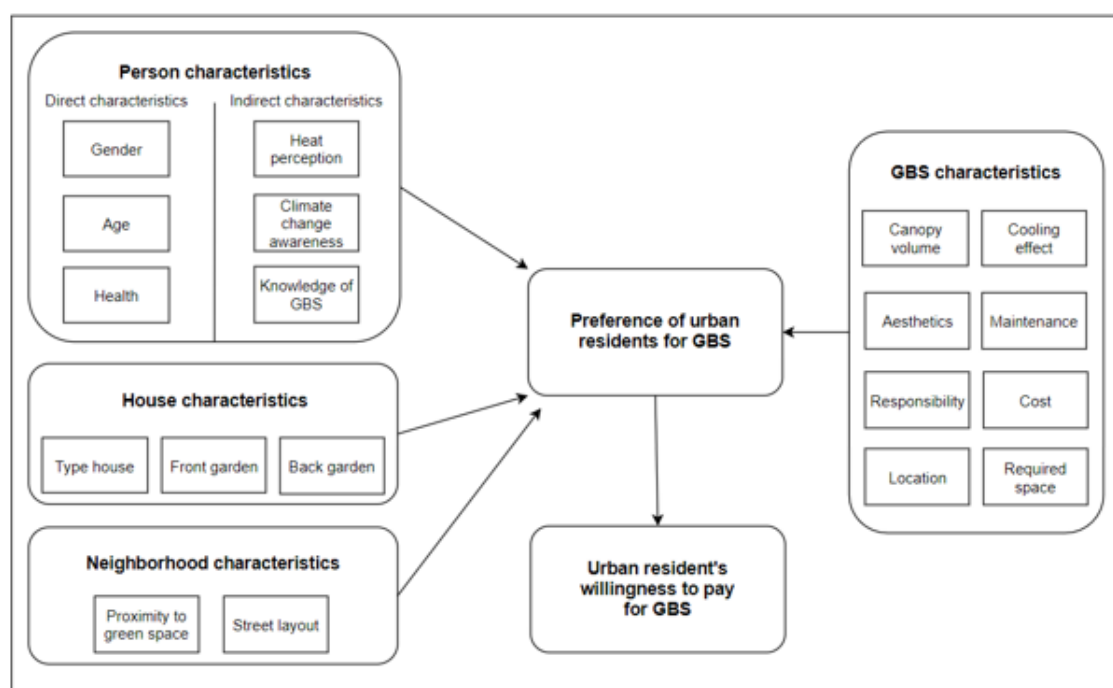 Person characteristics
Direct characteristics
Indirect characteristics
Gender
Heat
perception
Age
Climate
change
awareness
Health
Knowledge of
GBS
House characteristics
Type house
Front garden
Back garden
Neighborhood characteristics
Proximity to
green space
Street layout
Preference of urban
residents for GBS
Urban resident's
willingness to pay
for GBS
GBS characteristics
Canopy
volume
Cooling
effect
Aesthetics
Maintenance
Responsibility
Cost
Location
Required
space